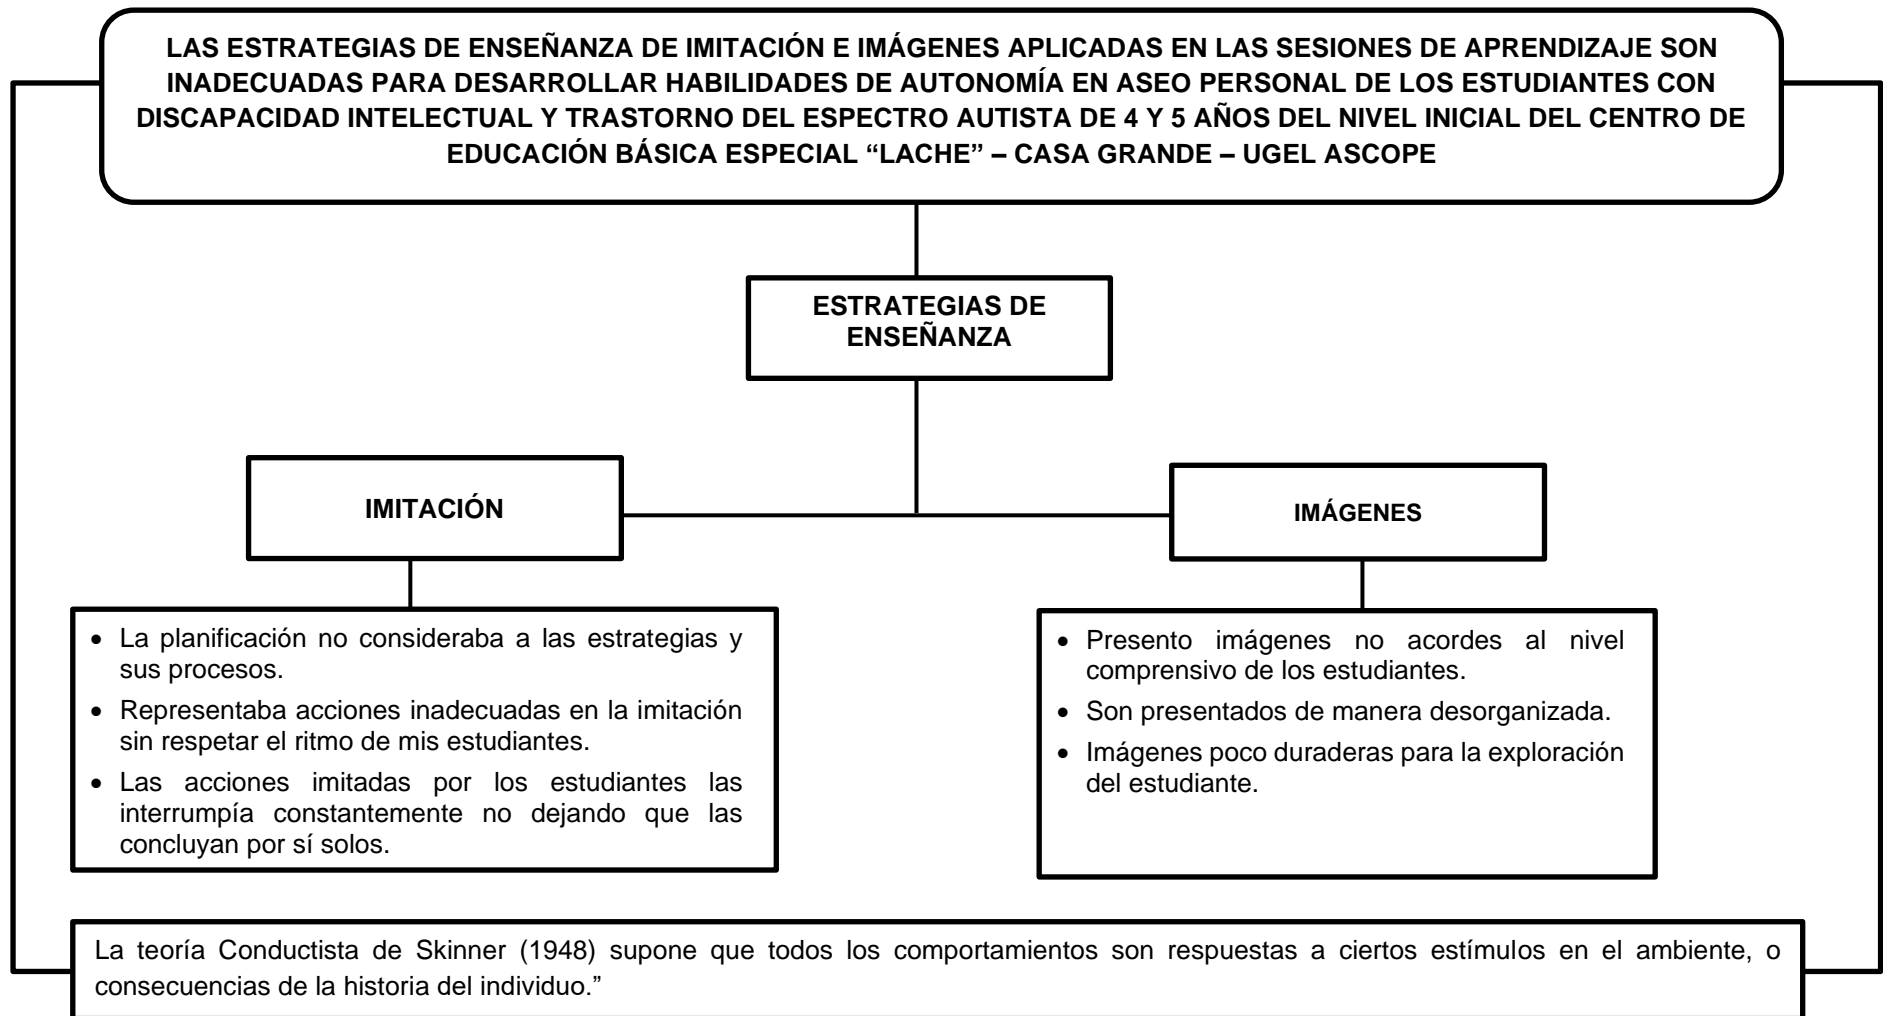 LAS ESTRATEGIAS DE ENSEÑANZA DE IMITACIÓN E IMÁGENES APLICADAS EN LAS SESIONES DE APRENDIZAJE SON
INADECUADAS PARA DESARROLLAR HABILIDADES DE AUTONOMÍA EN ASEO PERSONAL DE LOS ESTUDIANTES CON
DISCAPACIDAD INTELECTUAL Y TRASTORNO DEL ESPECTRO AUTISTA DE 4 Y 5 AÑOS DEL NIVEL INICIAL DEL CENTRO DE
EDUCACIÓN BÁSICA ESPECIAL “LACHE” – CASA GRANDE – UGEL ASCOPE
ESTRATEGIAS DE
ENSEÑANZA
IMITACIÓN
IMÁGENES
• La planificación no consideraba a las estrategias y
sus procesos.
• Representaba acciones inadecuadas en la imitación
sin respetar el ritmo de mis estudiantes.
• Las acciones imitadas por los estudiantes las
interrumpía constantemente no dejando que las
concluyan por sí solos.
• Presento imágenes no acordes al nivel
comprensivo de los estudiantes.
• Son presentados de manera desorganizada.
• Imágenes poco duraderas para la exploración
del estudiante.
La teoría Conductista de Skinner (1948) supone que todos los comportamientos son respuestas a ciertos estímulos en el ambiente, o
consecuencias de la historia del individuo.”